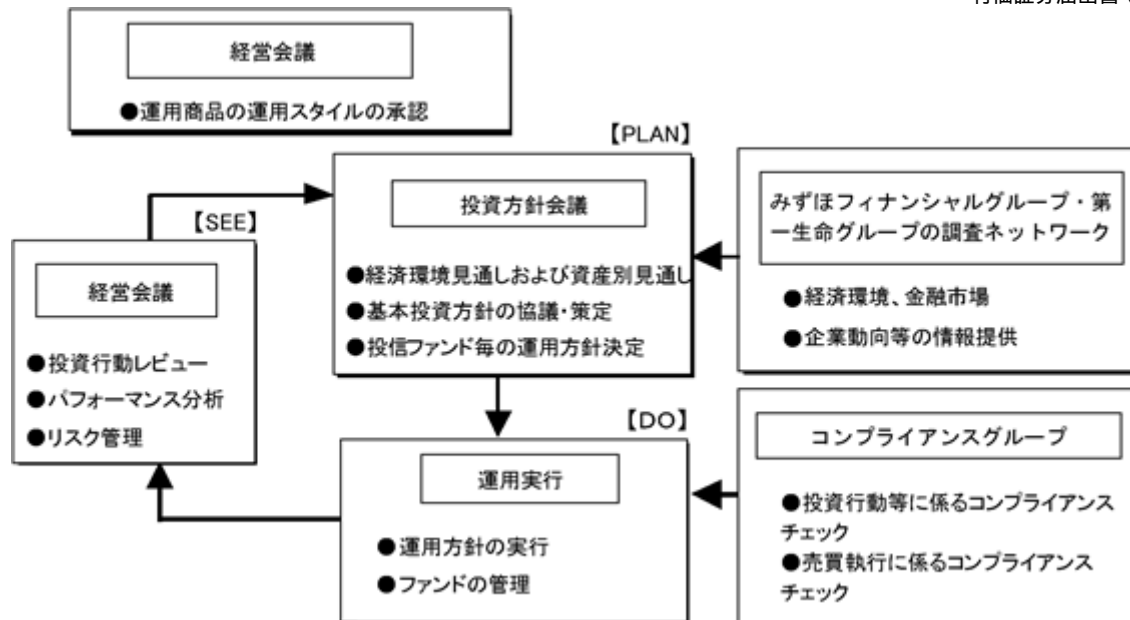 経営会議
●運用商品の運用スタイルの承認
【PLAN】
投資方針会議
●経済環境見通しおよび資産別見通し
●基本投資方針の協議・策定
●投信ファンド毎の運用方針決定
みずほフィナンシャルグループ・第
一生命グループの調査ネットワーク
●経済環境、金融市場
●企業動向等の情報提供
【SEE】
経営会議
●投資行動レビュー
●パフォーマンス分析
●リスク管理
【DO】
運用実行
●運用方針の実行
●ファンドの管理
コンプライアンスグループ
●投資行動等に係るコンプライアンス
チェック
●売買執行に係るコンプライアンス
チェック